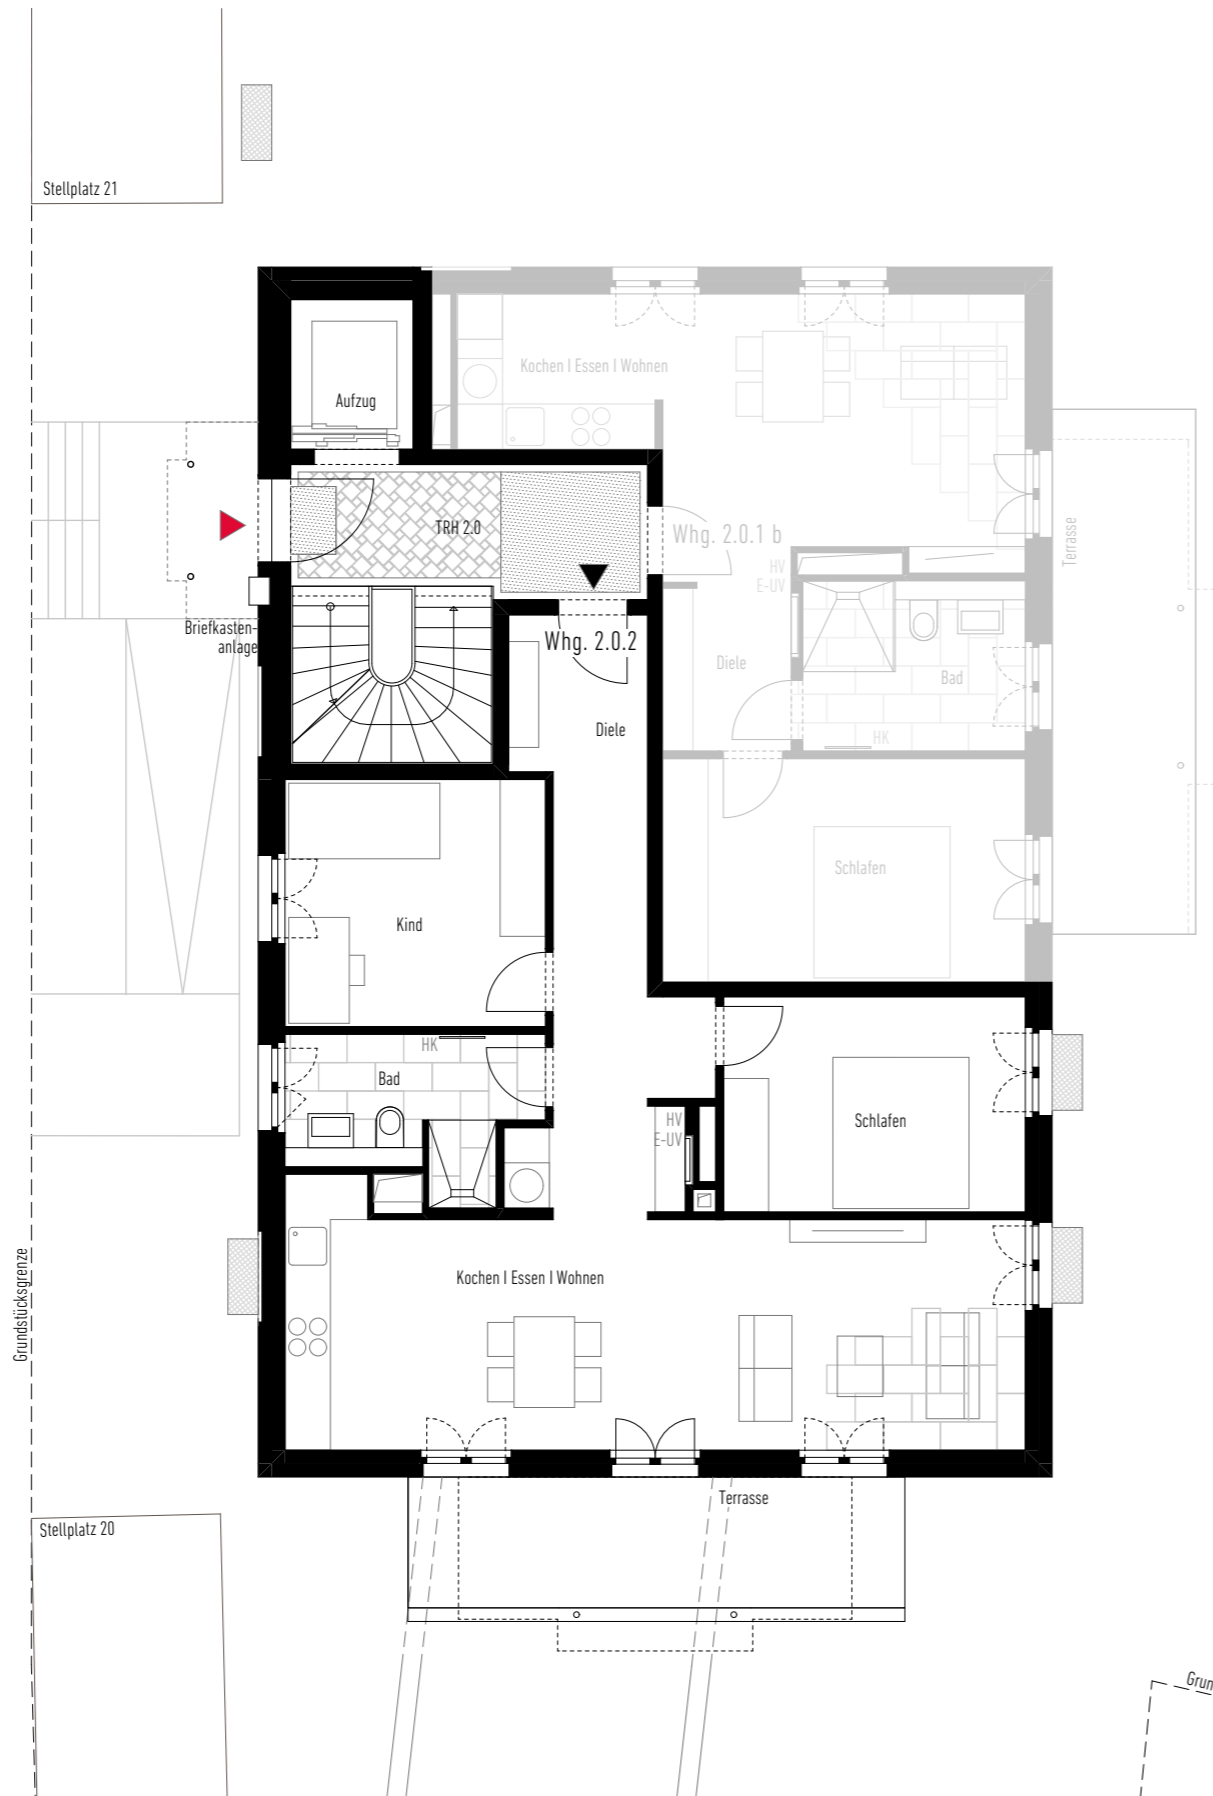 Stellplatz 21
Kochen I Essen I Wohnen
Aufzug
TRH 2.0
Whg. 2.0.1 b
Terrasse
HV
E-UV
Briefkasten-
anlage
Whg. 2.0.2
Diele
Bad
Diele
HK
Schlafen
Kind
HK
Bad
HV
E-UV
Schlafen
Grundstücksgrenze
Kochen I Essen I Wohnen
Terrasse
Stellplatz 20
Grun